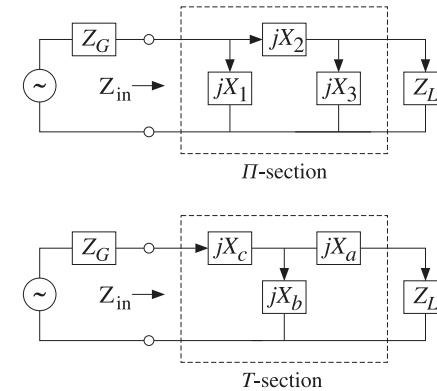 Z_G jX_2
~ Z_in jX_1 jX_3 Z_L
Π-section
Z_G jX_c jX_a
~ Z_in jX_b Z_L
T-section